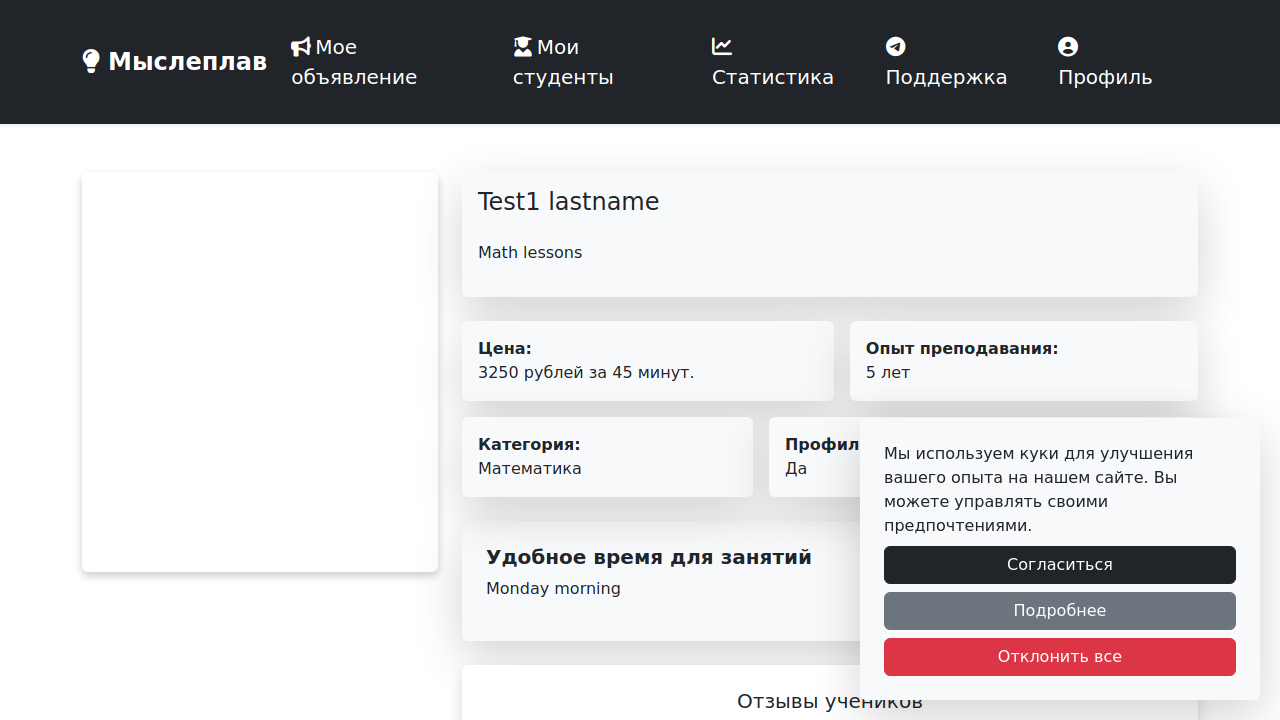 Мыслеплав
Мое
объявление
Мои
студенты
Статистика
Поддержка
Профиль
Test1 lastname
Math lessons
Цена:
3250 рублей за 45 минут.
Опыт преподавания:
5 лет
Категория:
Математика
Профил
Да
Удобное время для занятий
Monday morning
Отзывы учеников
Мы используем куки для улучшения
вашего опыта на нашем сайте. Вы
можете управлять своими
предпочтениями.
Согласиться
Подробнее
Отклонить все